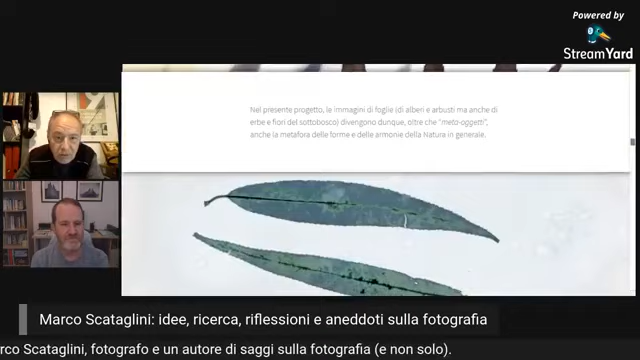 Powered by
StreamYard
Nel presente progetto, le immagini di foglie (di alberi e arbusti ma anche di
erbe e fiori del sottobosco) divengono dunque, oltre che "meta-oggetti",
anche la metafora delle forme e delle armonie della Natura in generale.
Marco Scataglini: idee, ricerca, riflessioni e aneddoti sulla fotografia
rco Scataglini, fotografo e un autore di saggi sulla fotografia (e non solo).